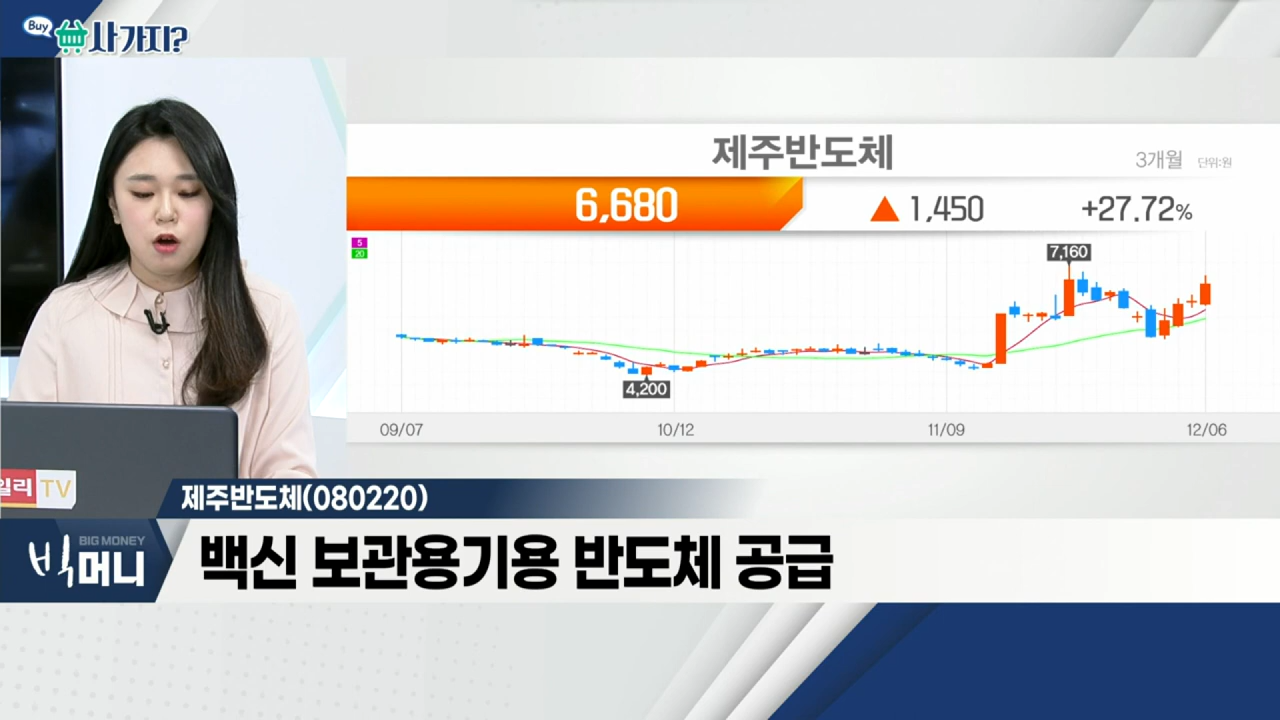 Buy
사가지?
제주반도체
3개월 단위:원
6,680 ▲ 1,450 +27.72%
5
20
7,160
4,200
09/07 10/12 11/09 12/06
일리 TV
제주반도체(080220)
BIG MONEY
빅머니
백신 보관용기용 반도체 공급